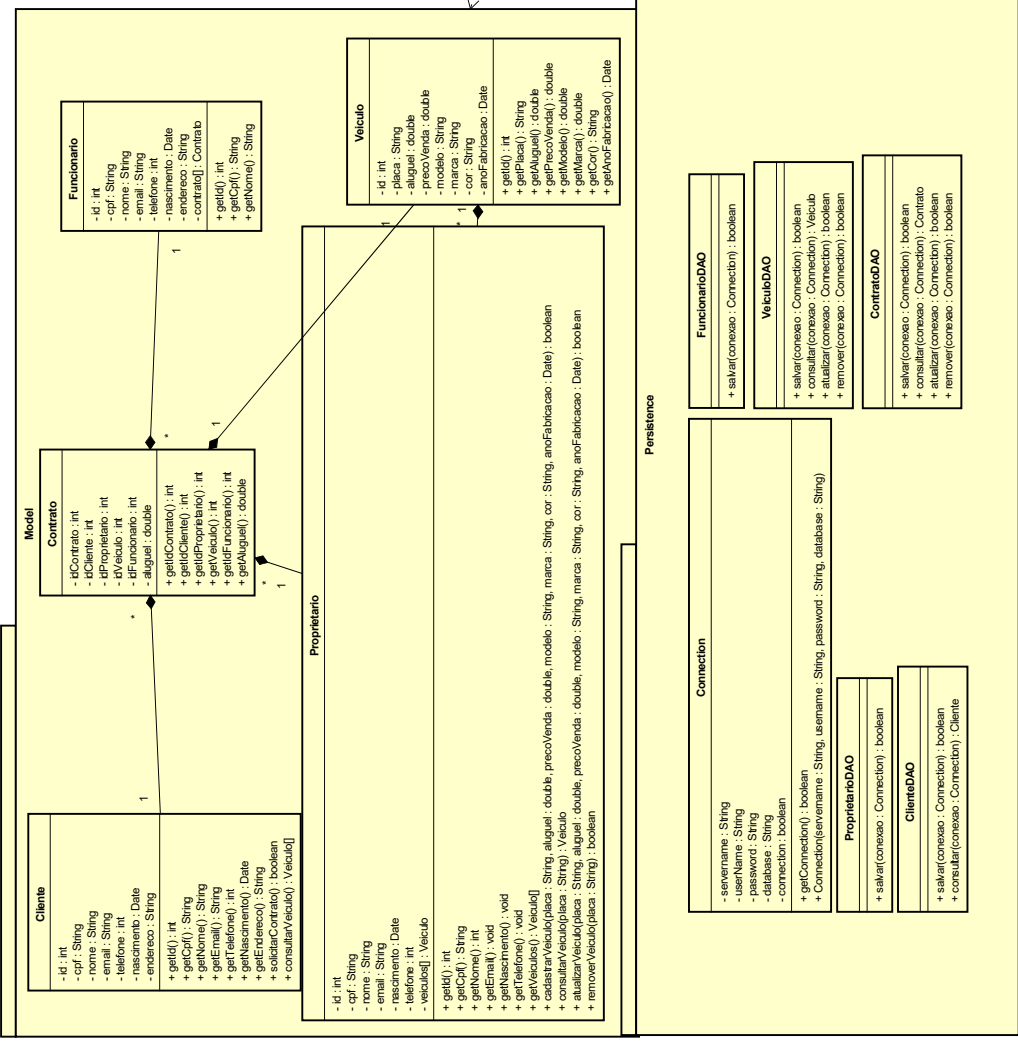 Model
Cliente
- id : int
- cpf : String
- nome : String
- email : String
- telefone : int
- nascimento : Date
- endereco : String
+ getId() : int
+ getCpf() : String
+ getNome() : String
+ getEmail() : String
+ getTelefone() : int
+ getNascimento() : Date
+ getEndereco() : String
+ solicitarContrato() : boolean
+ consultarVeiculo() : Veiculo[]
1
*
Contrato
- idContrato : int
- idCliente : int
- idProprietario : int
- idVeiculo : int
- idFuncionario : int
- aluguel : double
+ getIdContrato() : int
+ getIdCliente() : int
+ getIdProprietario() : int
+ getVeiculo() : int
+ getIdFuncionario() : int
+ getAluguel() : double
*
1
Funcionario
- id : int
- cpf : String
- nome : String
- email : String
- telefone : int
- nascimento : Date
- endereco : String
- contrato[] : Contrato
+ getId() : int
+ getCpf() : String
+ getNome() : String
1
*
1
Proprietario
- id : int
- cpf : String
- nome : String
- email : String
- nascimento : Date
- telefone : int
- veiculos[] : Veiculo
+ getId() : int
+ getCpf() : String
+ getNome() : int
+ getEmail() : void
+ getNascimento() : void
+ getTelefone() : void
+ getVeiculos() : Veiculo[]
+ cadastrarVeiculo(placa : String, aluguel : double, precoVenda : double, modelo : String, marca : String, cor : String, anoFabricacao : Date) : boolean
+ consultarVeiculo(placa : String) : Veiculo
+ atualizarVeiculo(placa : String, aluguel : double, precoVenda : double, modelo : String, marca : String, cor : String, anoFabricacao : Date) : boolean
+ removerVeiculo(placa : String) : boolean
Veiculo
- id : int
- placa : String
- aluguel : double
- precoVenda : double
- modelo : String
- marca : String
- cor : String
- anoFabricacao : Date
+ getId() : int
+ getPlaca() : String
+ getAluguel() : double
+ getPrecoVenda() : double
+ getModelo() : double
+ getMarca() : double
+ getCor() : String
+ getAnoFabricacao() : Date
1
*
1
Persistence
Connection
- servername : String
- userName : String
- password : String
- database : String
- connection : boolean
+ getConnection() : boolean
+ Connection(servername : String, username : String, password : String, database : String)
FuncionarioDAO
+ salvar(conexao : Connection) : boolean
VeiculoDAO
+ salvar(conexao : Connection) : boolean
+ consultar(conexao : Connection) : Veiculo
+ atualizar(conexao : Connection) : boolean
+ remover(conexao : Connection) : boolean
ProprietarioDAO
+ salvar(conexao : Connection) : boolean
ContratoDAO
+ salvar(conexao : Connection) : boolean
+ consultar(conexao : Connection) : Contrato
+ atualizar(conexao : Connection) : boolean
+ remover(conexao : Connection) : boolean
ClienteDAO
+ salvar(conexao : Connection) : boolean
+ consultar(conexao : Connection) : Cliente